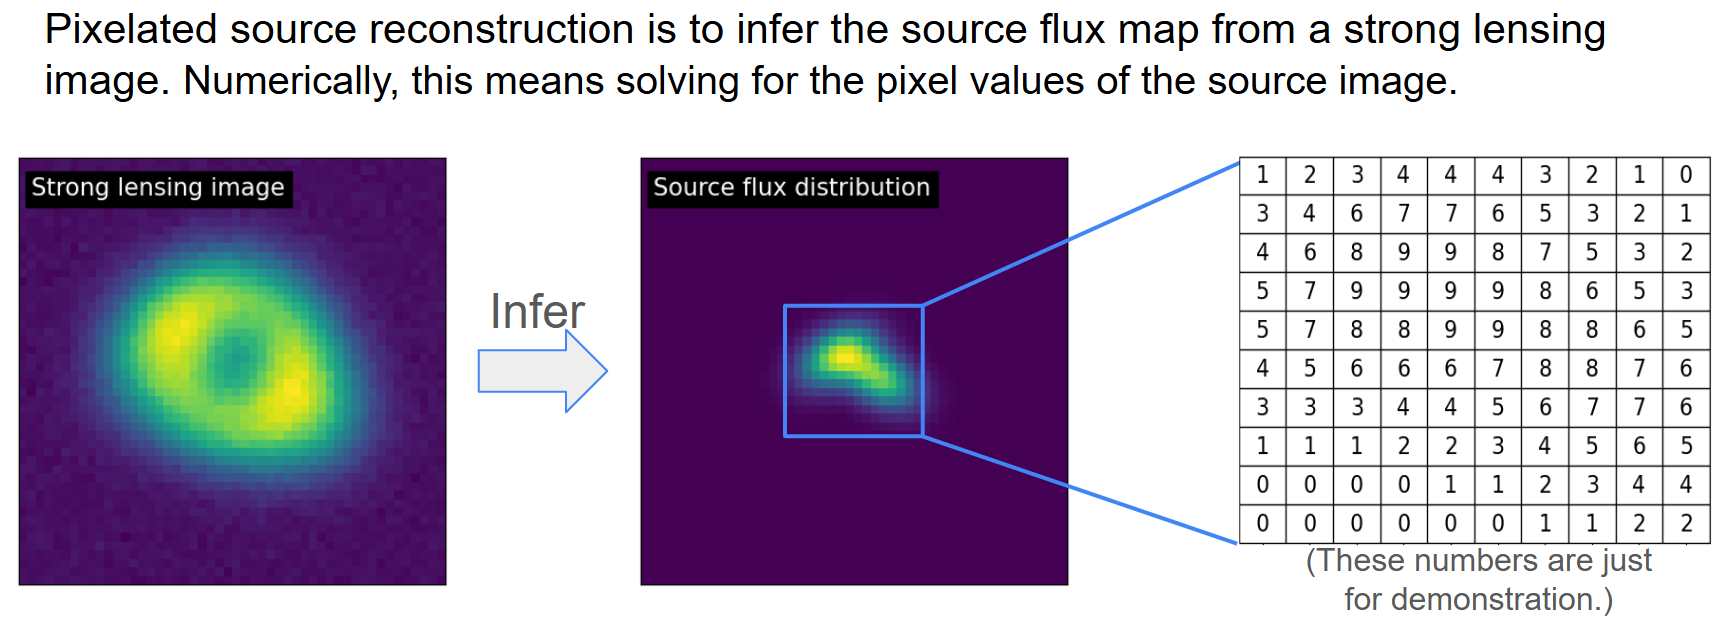 Pixelated source reconstruction is to infer the source flux map from a strong lensing
image. Numerically, this means solving for the pixel values of the source image.
Strong lensing image
Infer
Source flux distribution
1 2 3 4 4 4 3 2 1 0
3 4 6 7 7 6 5 3 2 1
4 6 8 9 9 8 7 5 3 2
5 7 9 9 9 9 8 6 5 3
5 7 8 8 9 9 8 8 6 5
4 5 6 6 6 7 8 8 7 6
3 3 3 4 4 5 6 7 7 6
1 1 1 2 2 3 4 5 6 5
0 0 0 0 1 1 2 3 4 4
0 0 0 0 0 0 1 1 2 2
(These numbers are just
for demonstration.)